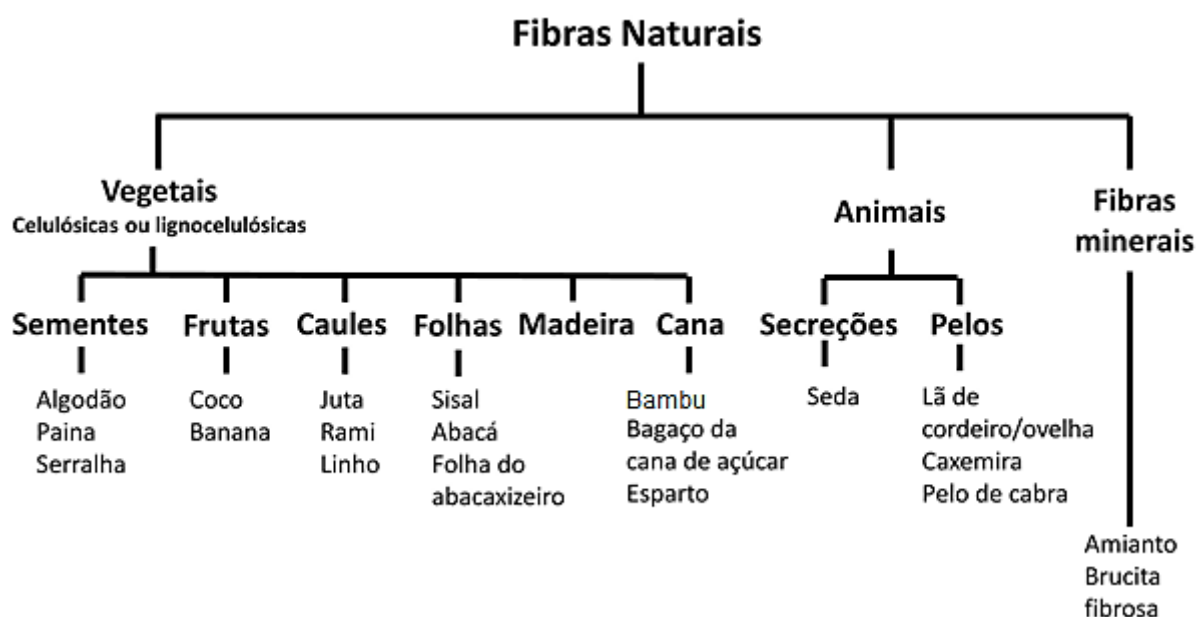 Fibras Naturais
Vegetais
Celulósicas ou lignocelulósicas
Animais
Fibras
minerais
Sementes
Frutas
Caules
Folhas
Madeira
Cana
Secreções
Pelos
Algodão
Paina
Serralha
Coco
Banana
Juta
Rami
Linho
Sisal
Abacá
Folha do
abacaxizeiro
Bambu
Bagaço da
cana de açúcar
Esparto
Seda
Lã de
cordeiro/ovelha
Caxemira
Pelo de cabra
Amianto
Brucita
fibrosa